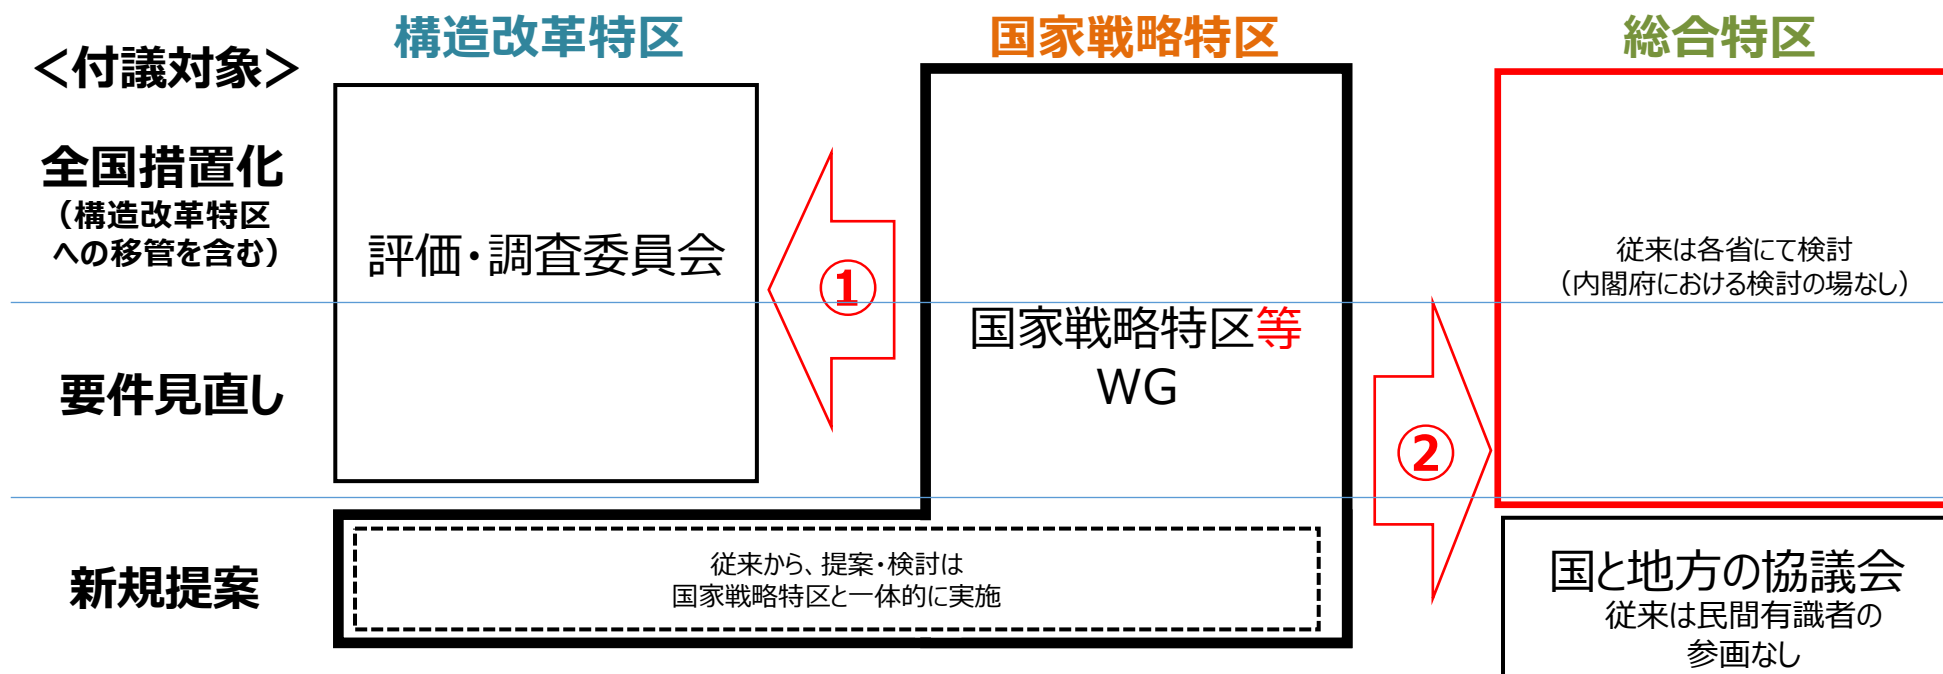 構造改革特区
国家戦略特区
総合特区
＜付議対象＞
全国措置化
（構造改革特区
への移管を含む）
評価・調査委員会
①
従来は各省にて検討
（内閣府における検討の場なし）
国家戦略特区等
WG
要件見直し
②
新規提案
従来から、提案・検討は
国家戦略特区と一体的に実施
国と地方の協議会
従来は民間有識者の
参画なし